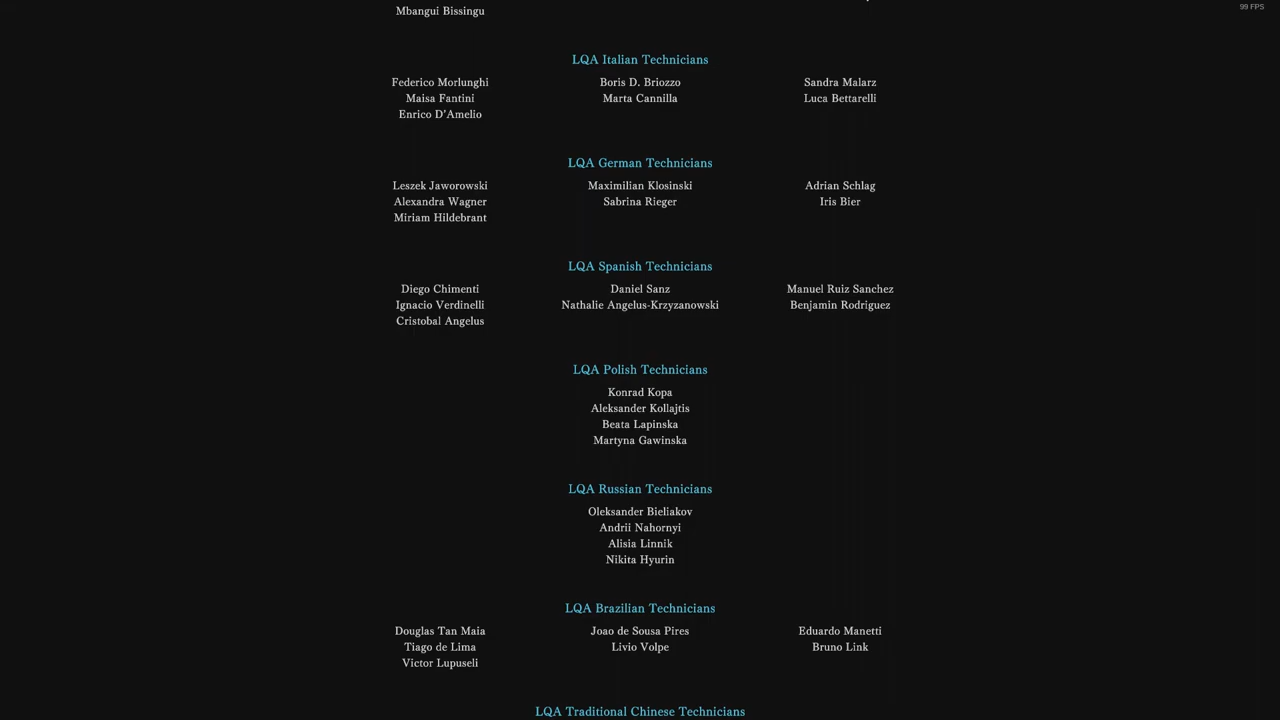 99 FPS
Mbangui Bissingu
LQA Italian Technicians
Federico Morlunghi Boris D. Briozzo Sandra Malarz
Maisa Fantini Marta Cannilla Luca Bettarelli
Enrico D'Amelio
LQA German Technicians
Leszek Jaworowski Maximilian Klosinski Adrian Schlag
Alexandra Wagner Sabrina Rieger Iris Bier
Miriam Hildebrant
LQA Spanish Technicians
Diego Chimenti Daniel Sanz Manuel Ruiz Sanchez
Ignacio Verdinelli Nathalie Angelus-Krzyzanowski Benjamin Rodriguez
Cristobal Angelus
LQA Polish Technicians
Konrad Kopa
Aleksander Kollajtis
Beata Lapinska
Martyna Gawinska
LQA Russian Technicians
Oleksander Bieliakov
Andrii Nahornyi
Alisia Linnik
Nikita Hyurin
LQA Brazilian Technicians
Douglas Tan Maia Joao de Sousa Pires Eduardo Manetti
Tiago de Lima Livio Volpe Bruno Link
Victor Lupuseli
LQA Traditional Chinese Technicians